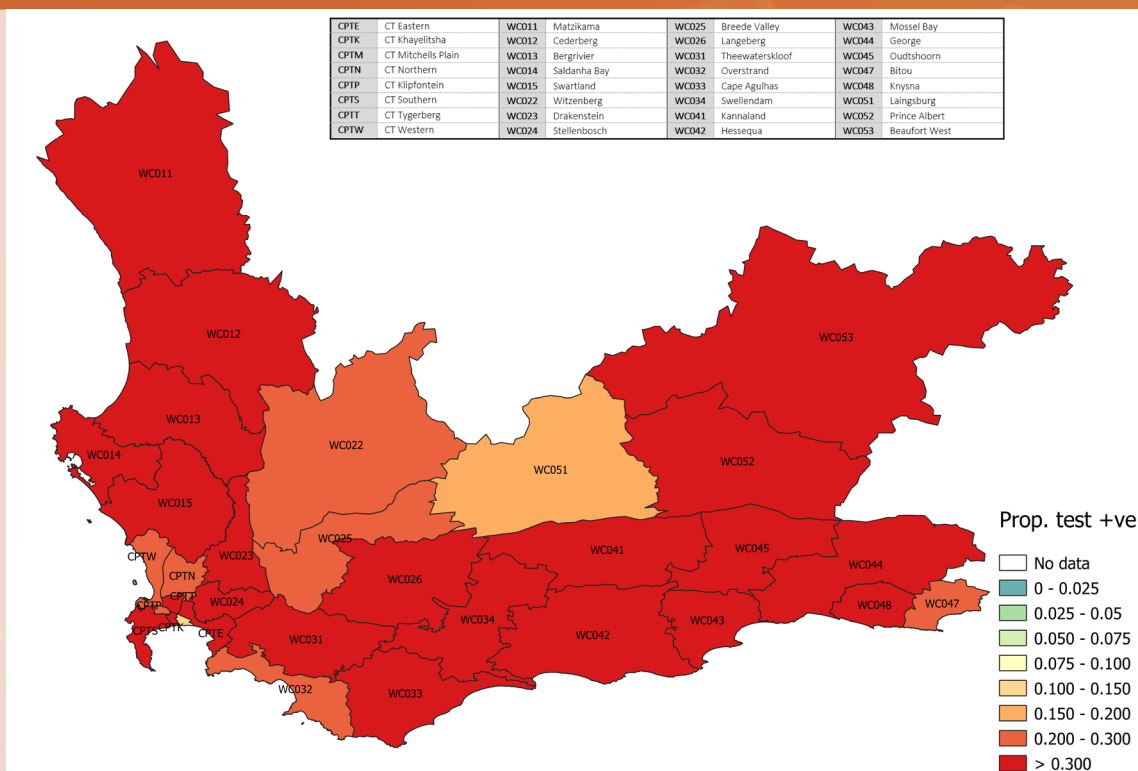 CPTE CT Eastern WC011 Matzikama WC025 Breede Valley WC043 Mossel Bay
CPTK CT Khayelitsha WC012 Cederberg WC026 Langeberg WC044 George
CPTM CT Mitchells Plain WC013 Bergrivier WC031 Theewaterskloof WC045 Oudtshoorn
CPTN CT Northern WC014 Saldanha Bay WC032 Overstrand WC047 Bitou
CPTP CT Klipfontein WC015 Swartland WC033 Cape Agulhas WC048 Knysna
CPTS CT Southern WC022 Witzenberg WC034 Swellendam WC051 Laingsburg
CPTT CT Tygerberg WC023 Drakenstein WC041 Kannaland WC052 Prince Albert
CPTW CT Western WC024 Stellenbosch WC042 Hessequa WC053 Beaufort West
WC011
WC012
WC053
WC013
WC022
WC014
WC052
WC051
WC015
Prop. test +ve
WC025
WC041
WC045
CPTW
WC023
No data
WC044
CPTN
WC026
0 - 0.025
CPTT
WC024
WC048
WC047
CPTP
0.025 - 0.05
WC034
WC043
CPTS
CPTK
CPTE
WC031
WC042
0.050 - 0.075
0.075 - 0.100
WC032
WC033
0.100 - 0.150
0.150 - 0.200
0.200 - 0.300
> 0.300